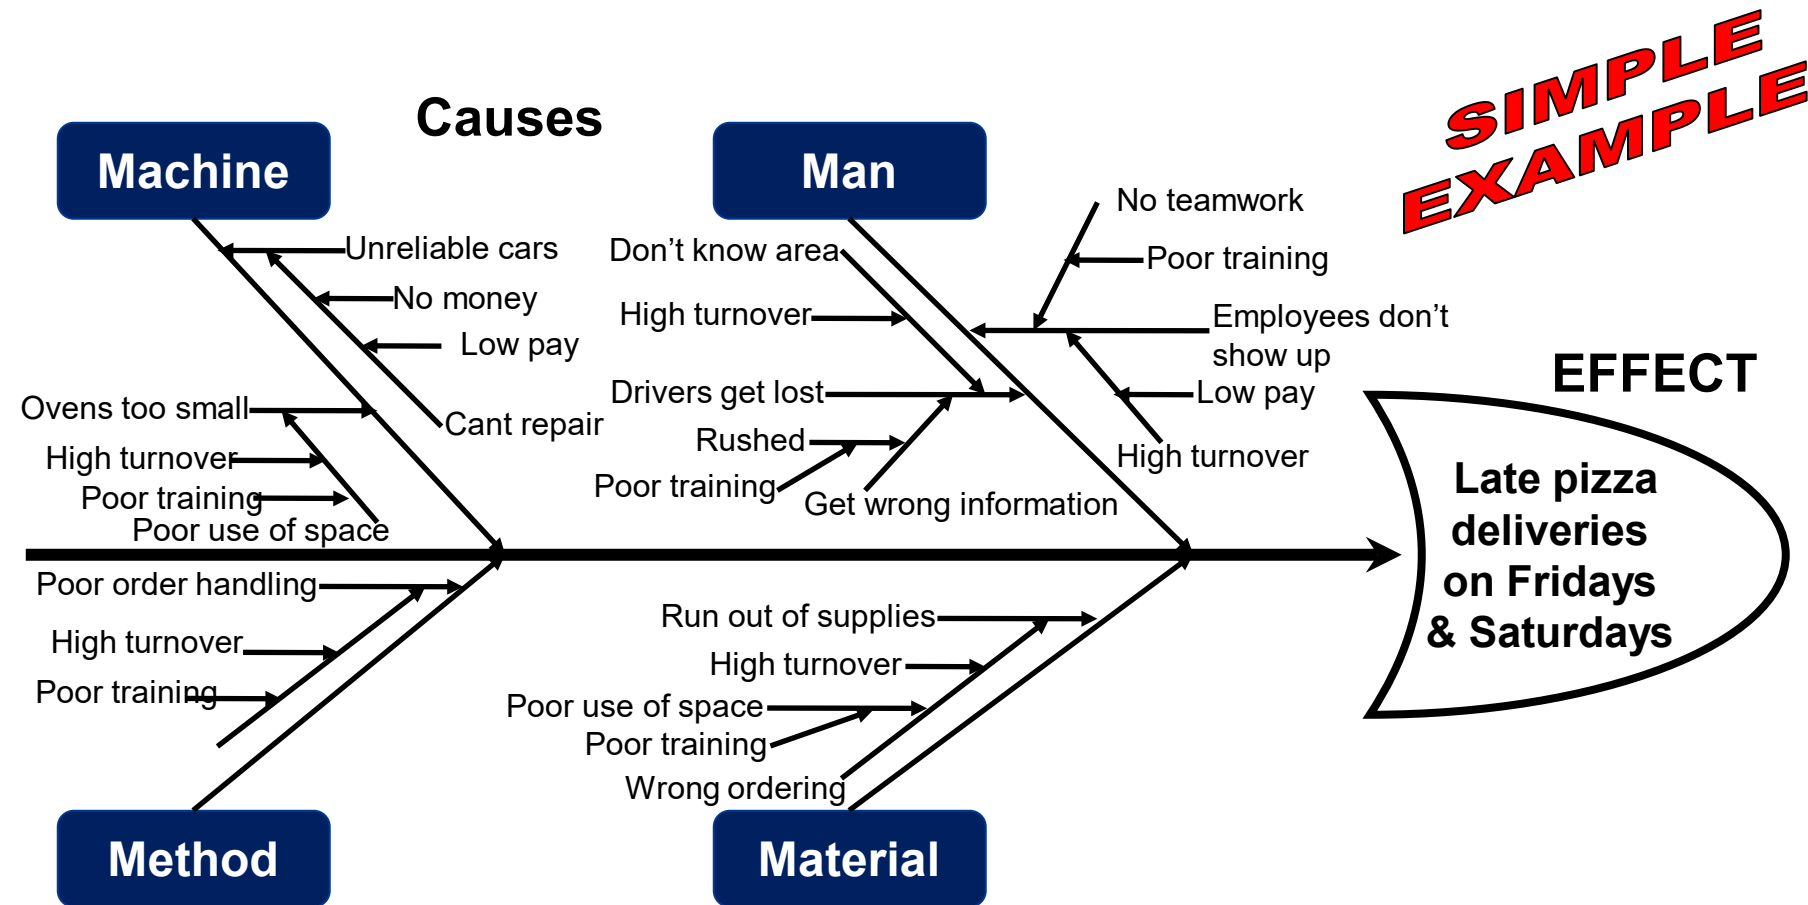 SIMPLE
EXAMPLE
Causes
Machine
Man
Unreliable cars
No money
Low pay
Cant repair
Ovens too small
High turnover
Poor training
Poor use of space
Don’t know area
High turnover
Drivers get lost
Rushed
Poor training
Get wrong information
No teamwork
Poor training
Employees don’t
show up
Low pay
High turnover
EFFECT
Late pizza
deliveries
on Fridays
& Saturdays
Poor order handling
High turnover
Poor training
Run out of supplies
High turnover
Poor use of space
Poor training
Wrong ordering
Method
Material